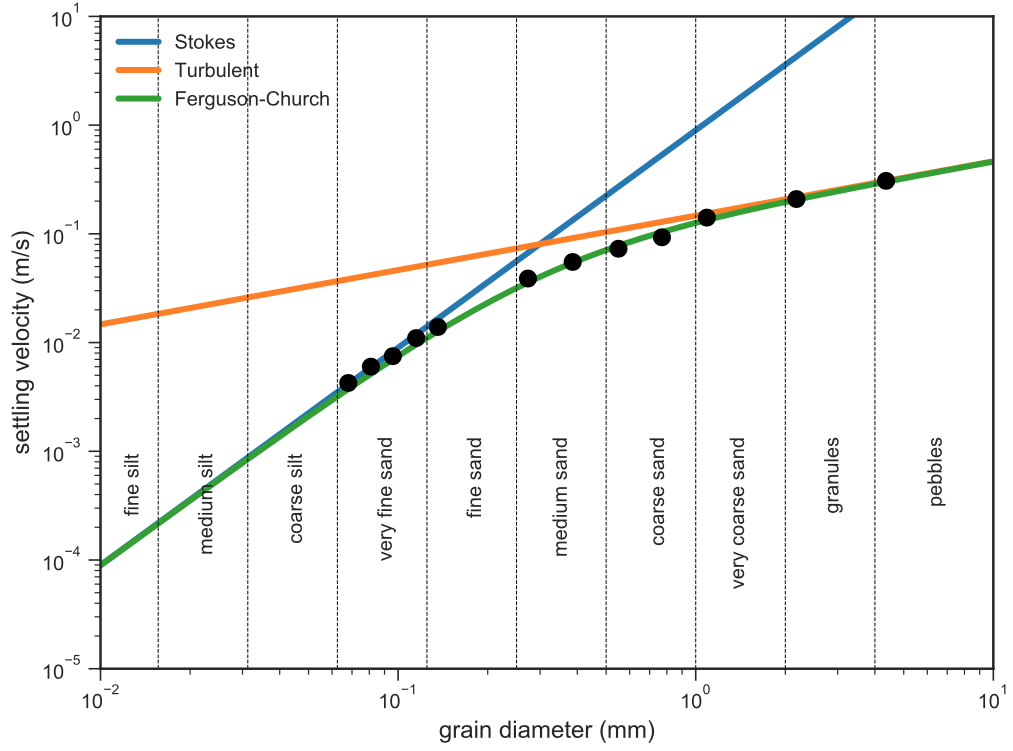 10^1
10^0
10^−1
10^−2
10^−3
10^−4
10^−5
settling velocity (m/s)
Stokes
Turbulent
Ferguson-Church
fine silt
medium silt
coarse silt
very fine sand
fine sand
medium sand
coarse sand
very coarse sand
granules
pebbles
10^−2
10^−1
10^0
10^1
grain diameter (mm)